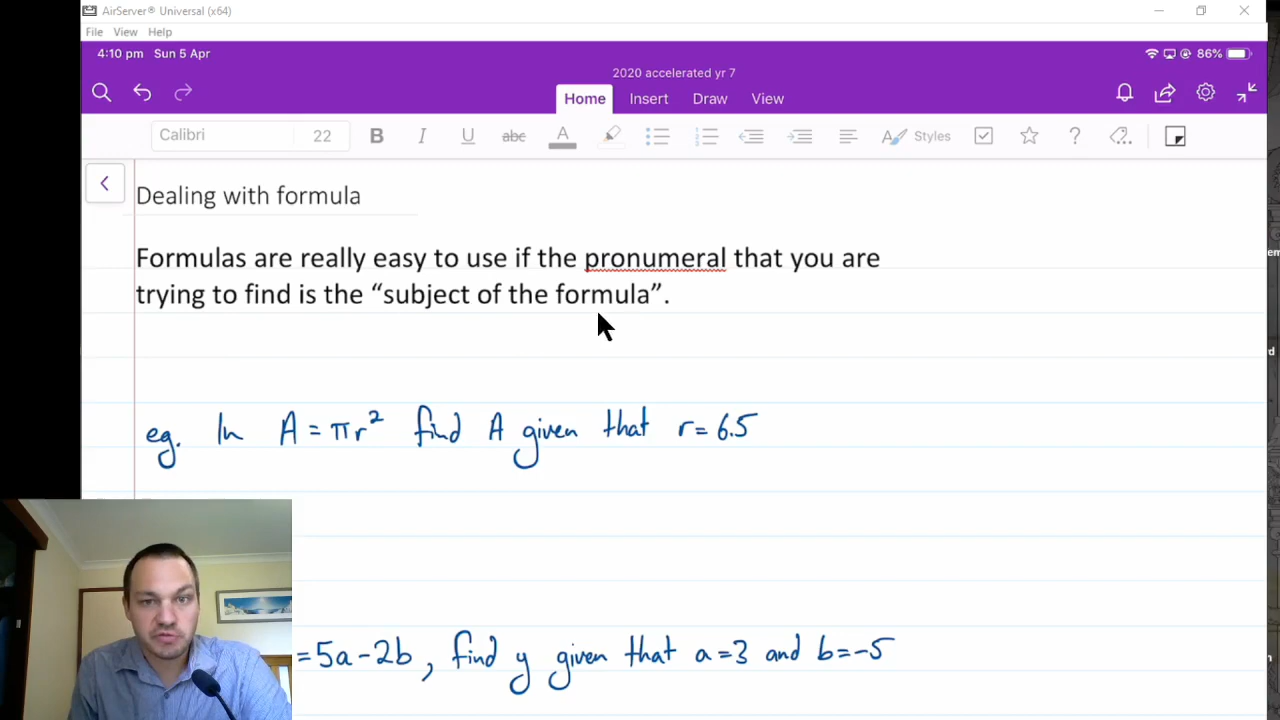 AirServer® Universal (x64)
File View Help
4:10 pm Sun 5 Apr
86%
2020 accelerated yr 7
Home Insert Draw View
Calibri 22 B I U abc A Styles ?
Dealing with formula
Formulas are really easy to use if the pronumeral that you are
trying to find is the “subject of the formula”.
eg. In A = πr² find A given that r = 6.5
=5a-2b, find y given that a=3 and b=-5